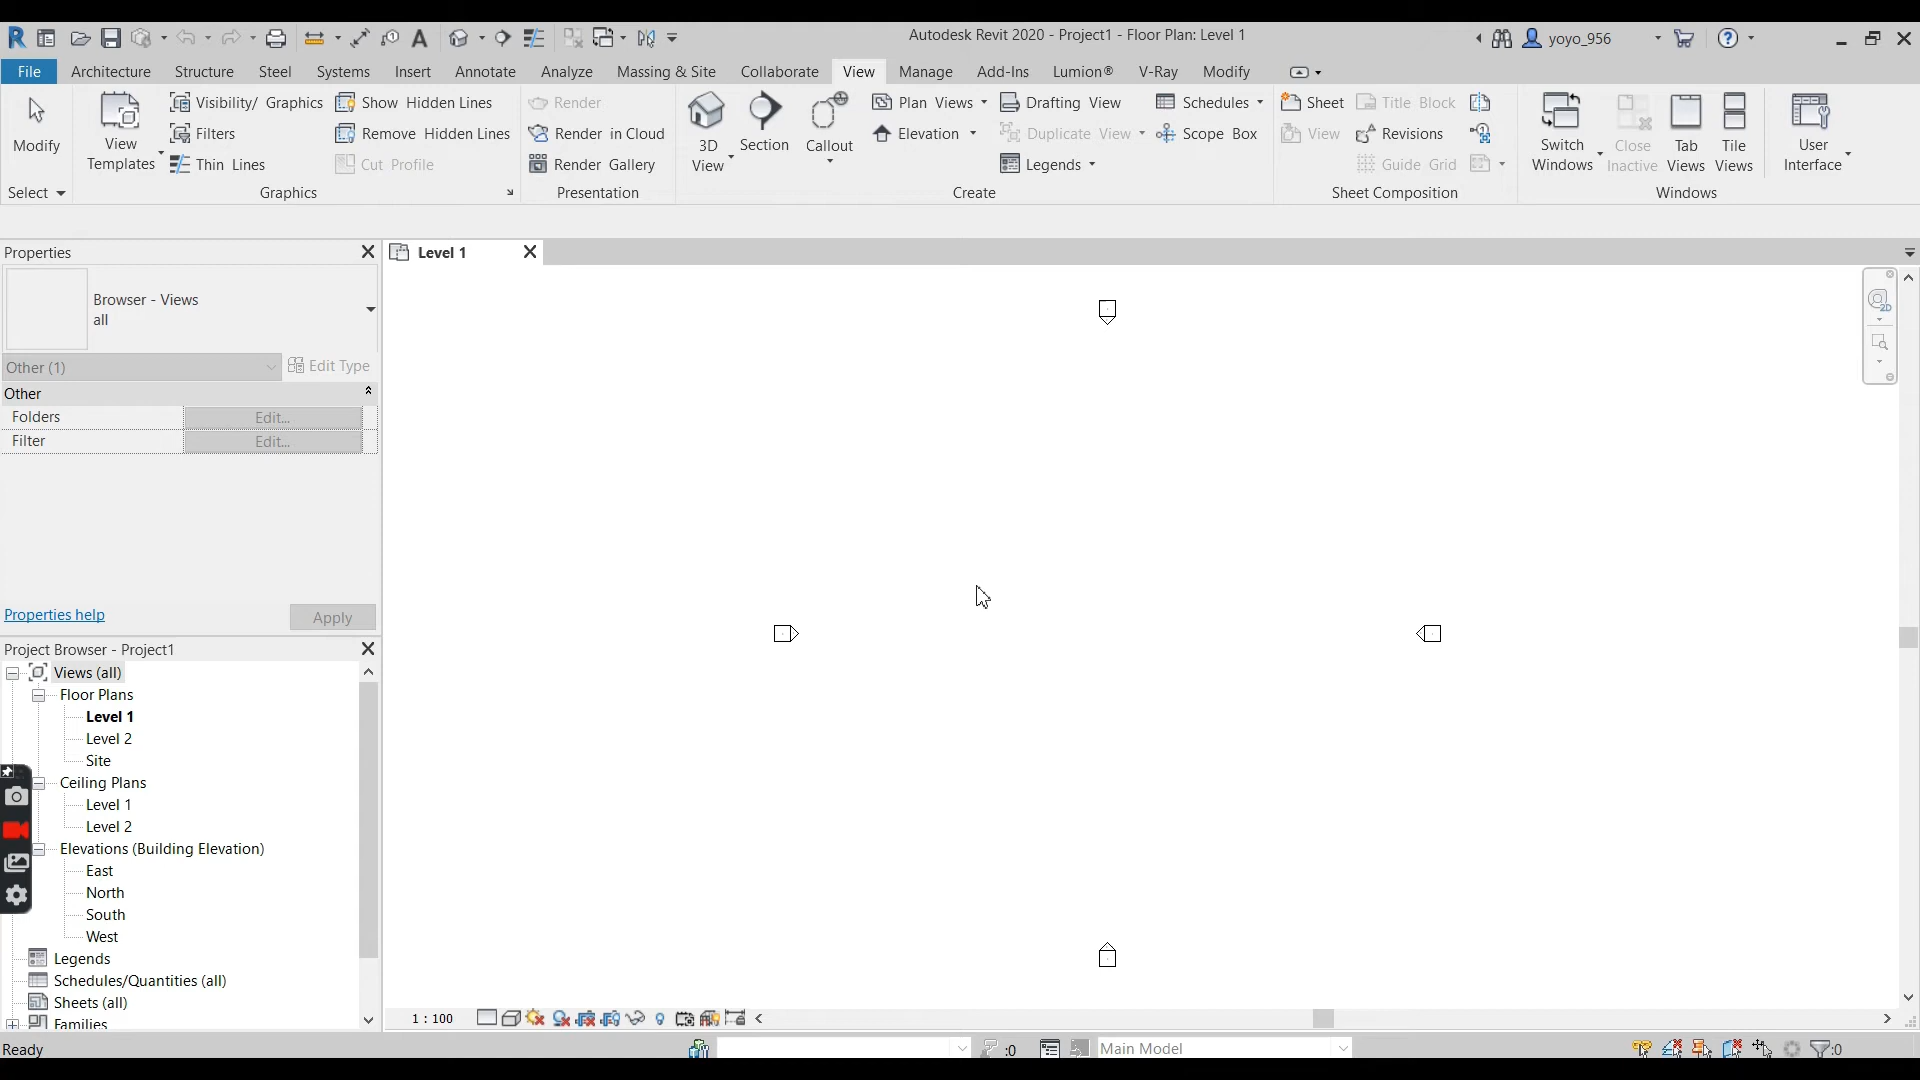 Autodesk Revit 2020 - Project1 - Floor Plan: Level 1
yoyo_956
File Architecture Structure Steel Systems Insert Annotate Analyze Massing & Site Collaborate View Manage Add-Ins Lumion® V-Ray Modify
Modify
View Templates
Visibility/ Graphics
Filters
Thin Lines
Show Hidden Lines
Remove Hidden Lines
Cut Profile
Render
Render in Cloud
Render Gallery
3D View
Section
Callout
Plan Views
Elevation
Drafting View
Duplicate View
Legends
Schedules
Scope Box
Sheet
View
Title Block
Revisions
Guide Grid
Switch Windows
Close Inactive
Tab Views
Tile Views
User Interface
Select Graphics Presentation Create Sheet Composition Windows
Properties
Level 1
Browser - Views
all
Other (1) Edit Type
Other
Folders Edit...
Filter Edit...
2D
Properties help Apply
Project Browser - Project1
Views (all)
Floor Plans
Level 1
Level 2
Site
Ceiling Plans
Level 1
Level 2
Elevations (Building Elevation)
East
North
South
West
Legends
Schedules/Quantities (all)
Sheets (all)
Families
1 : 100
Ready :0 Main Model :0